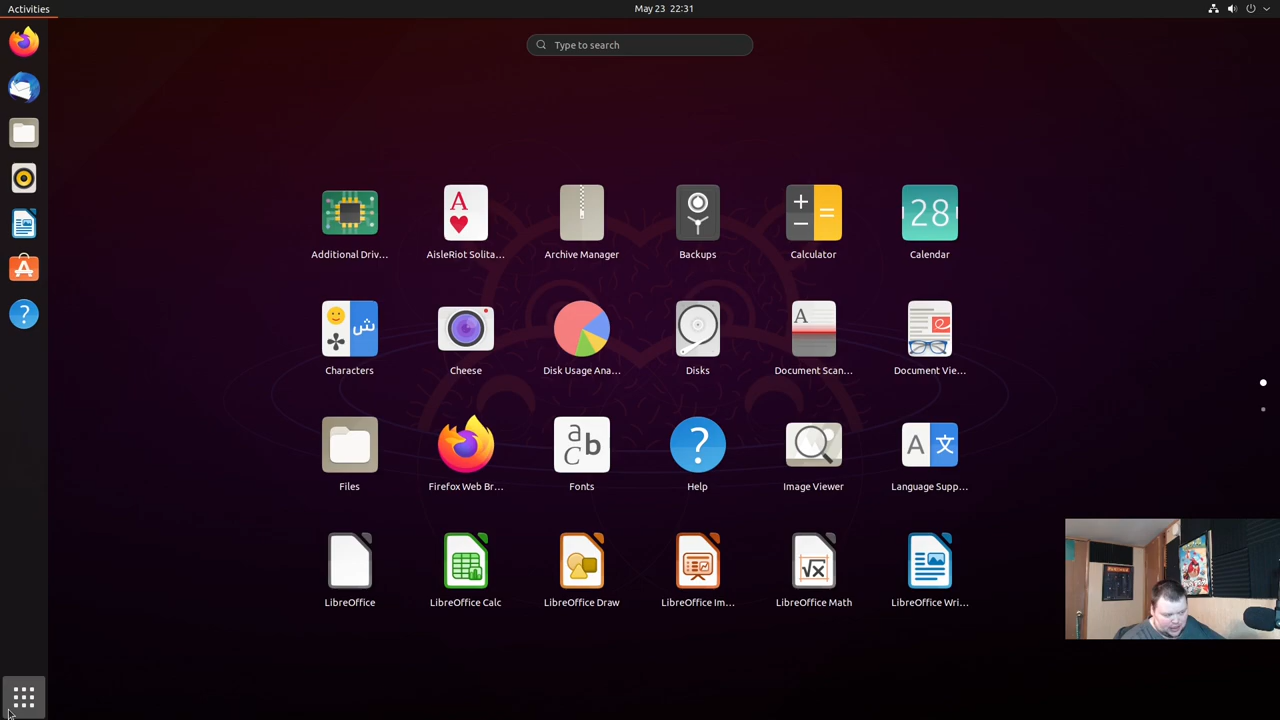 Activities
May 23 22:31
Type to search
Additional Driv...
AisleRiot Solita...
Archive Manager
Backups
Calculator
Calendar
28
Characters
Cheese
Disk Usage Ana...
Disks
Document Scan...
Document Vie...
Files
Firefox Web Br...
Fonts
Help
Image Viewer
Language Supp...
LibreOffice
LibreOffice Calc
LibreOffice Draw
LibreOffice Im...
LibreOffice Math
LibreOffice Wri...